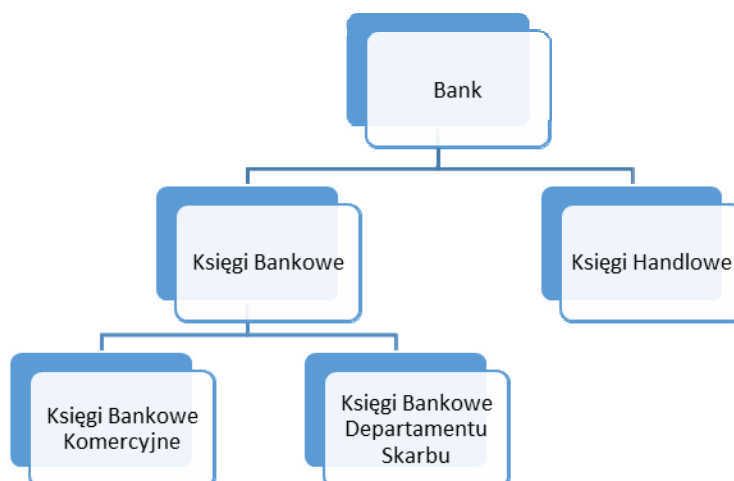 Bank
Księgi Bankowe
Księgi Handlowe
Księgi Bankowe
Komercyjne
Księgi Bankowe
Departamentu
Skarbu